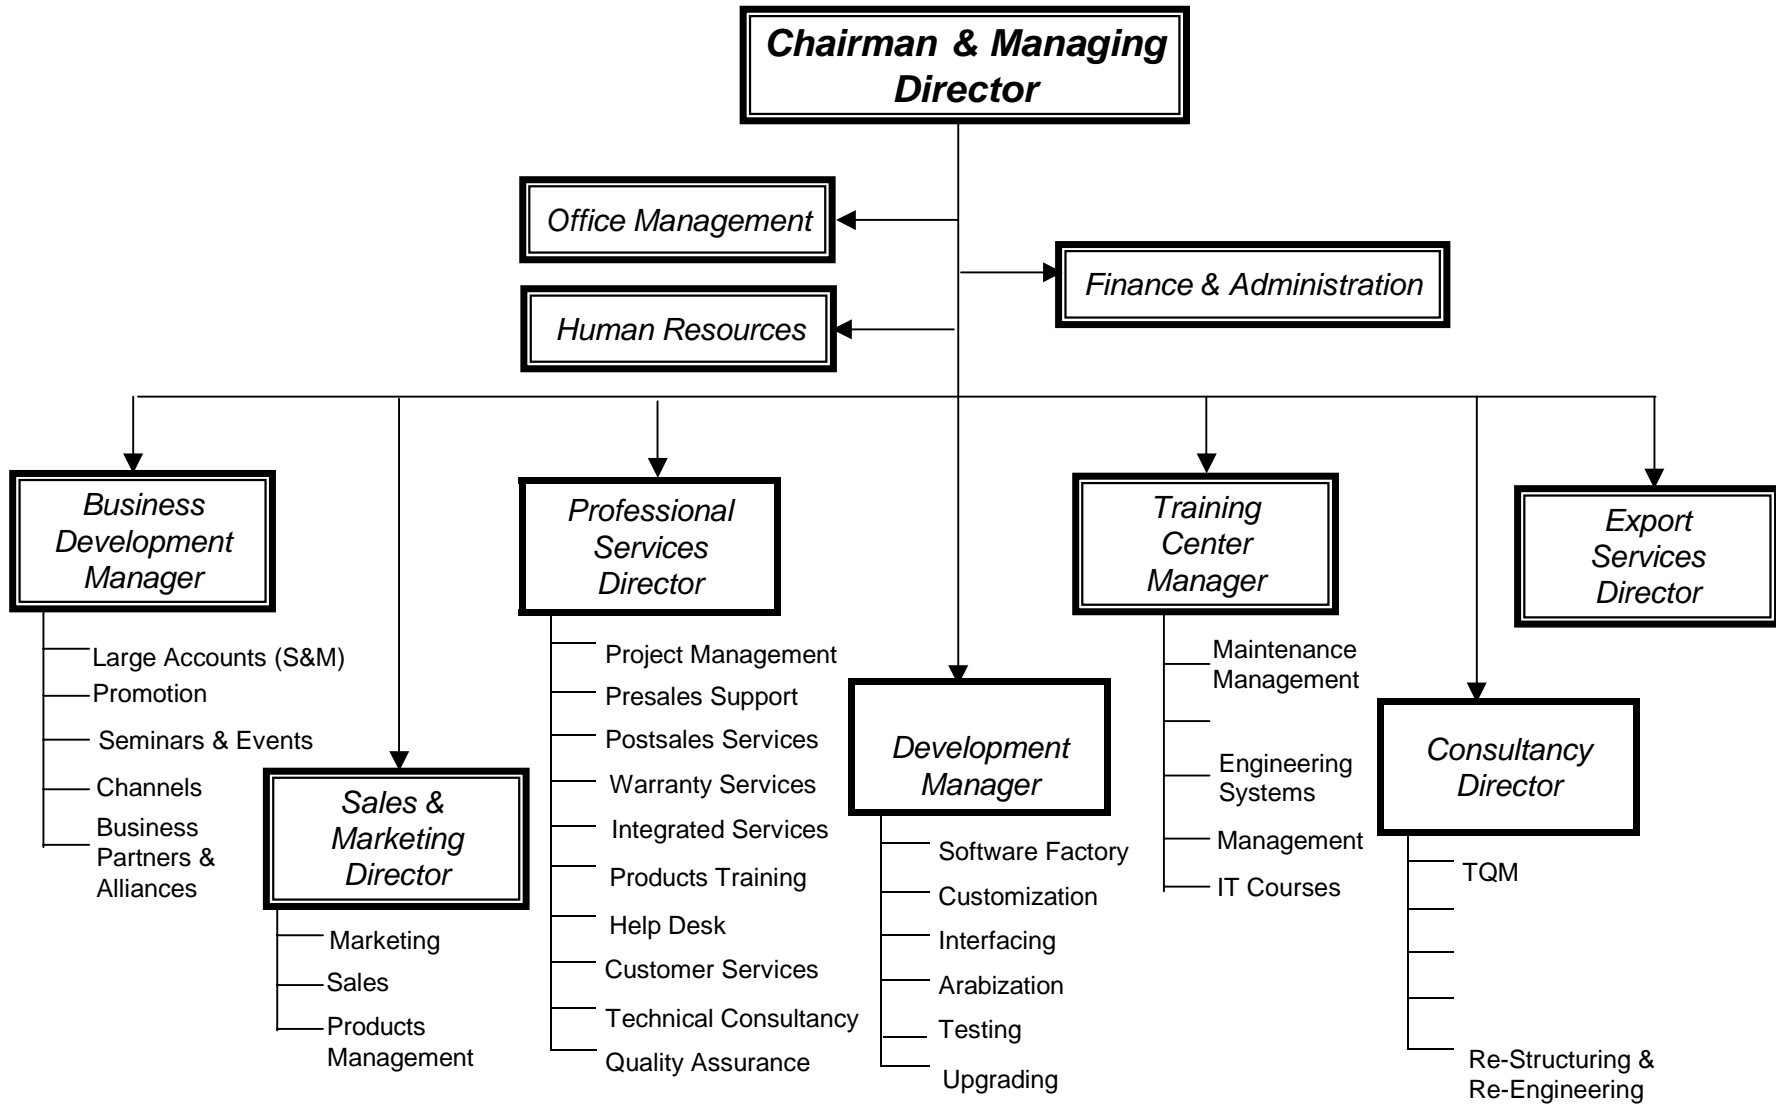 Chairman & Managing
Director
Office Management
Finance & Administration
Human Resources
Business
Development
Manager
Large Accounts (S&M)
Promotion
Seminars & Events
Channels
Business
Partners &
Alliances
Sales &
Marketing
Director
Marketing
Sales
Products
Management
Professional
Services
Director
Project Management
Presales Support
Postsales Services
Warranty Services
Integrated Services
Products Training
Help Desk
Customer Services
Technical Consultancy
Quality Assurance
Development
Manager
Software Factory
Customization
Interfacing
Arabization
Testing
Upgrading
Training
Center
Manager
Maintenance
Management
Engineering
Systems
Management
IT Courses
Consultancy
Director
TQM
Re-Structuring &
Re-Engineering
Export
Services
Director